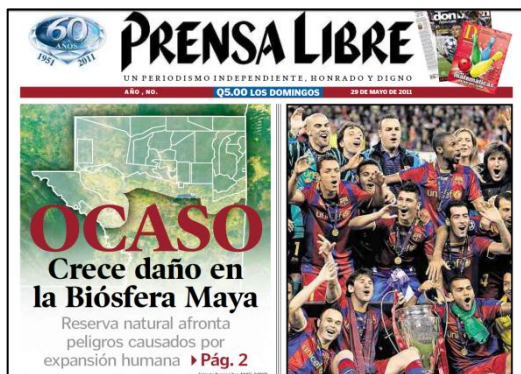 60
AÑOS
1951 2011
PRENSA LIBRE
UN PERIODISMO INDEPENDIENTE, HONRADO Y DIGNO
AÑO , NO. Q5.00 LOS DOMINGOS 29 DE MAYO DE 2011
OCASO
Crece daño en
la Biósfera Maya
Reserva natural afronta
peligros causados por
expansión humana Pág. 2